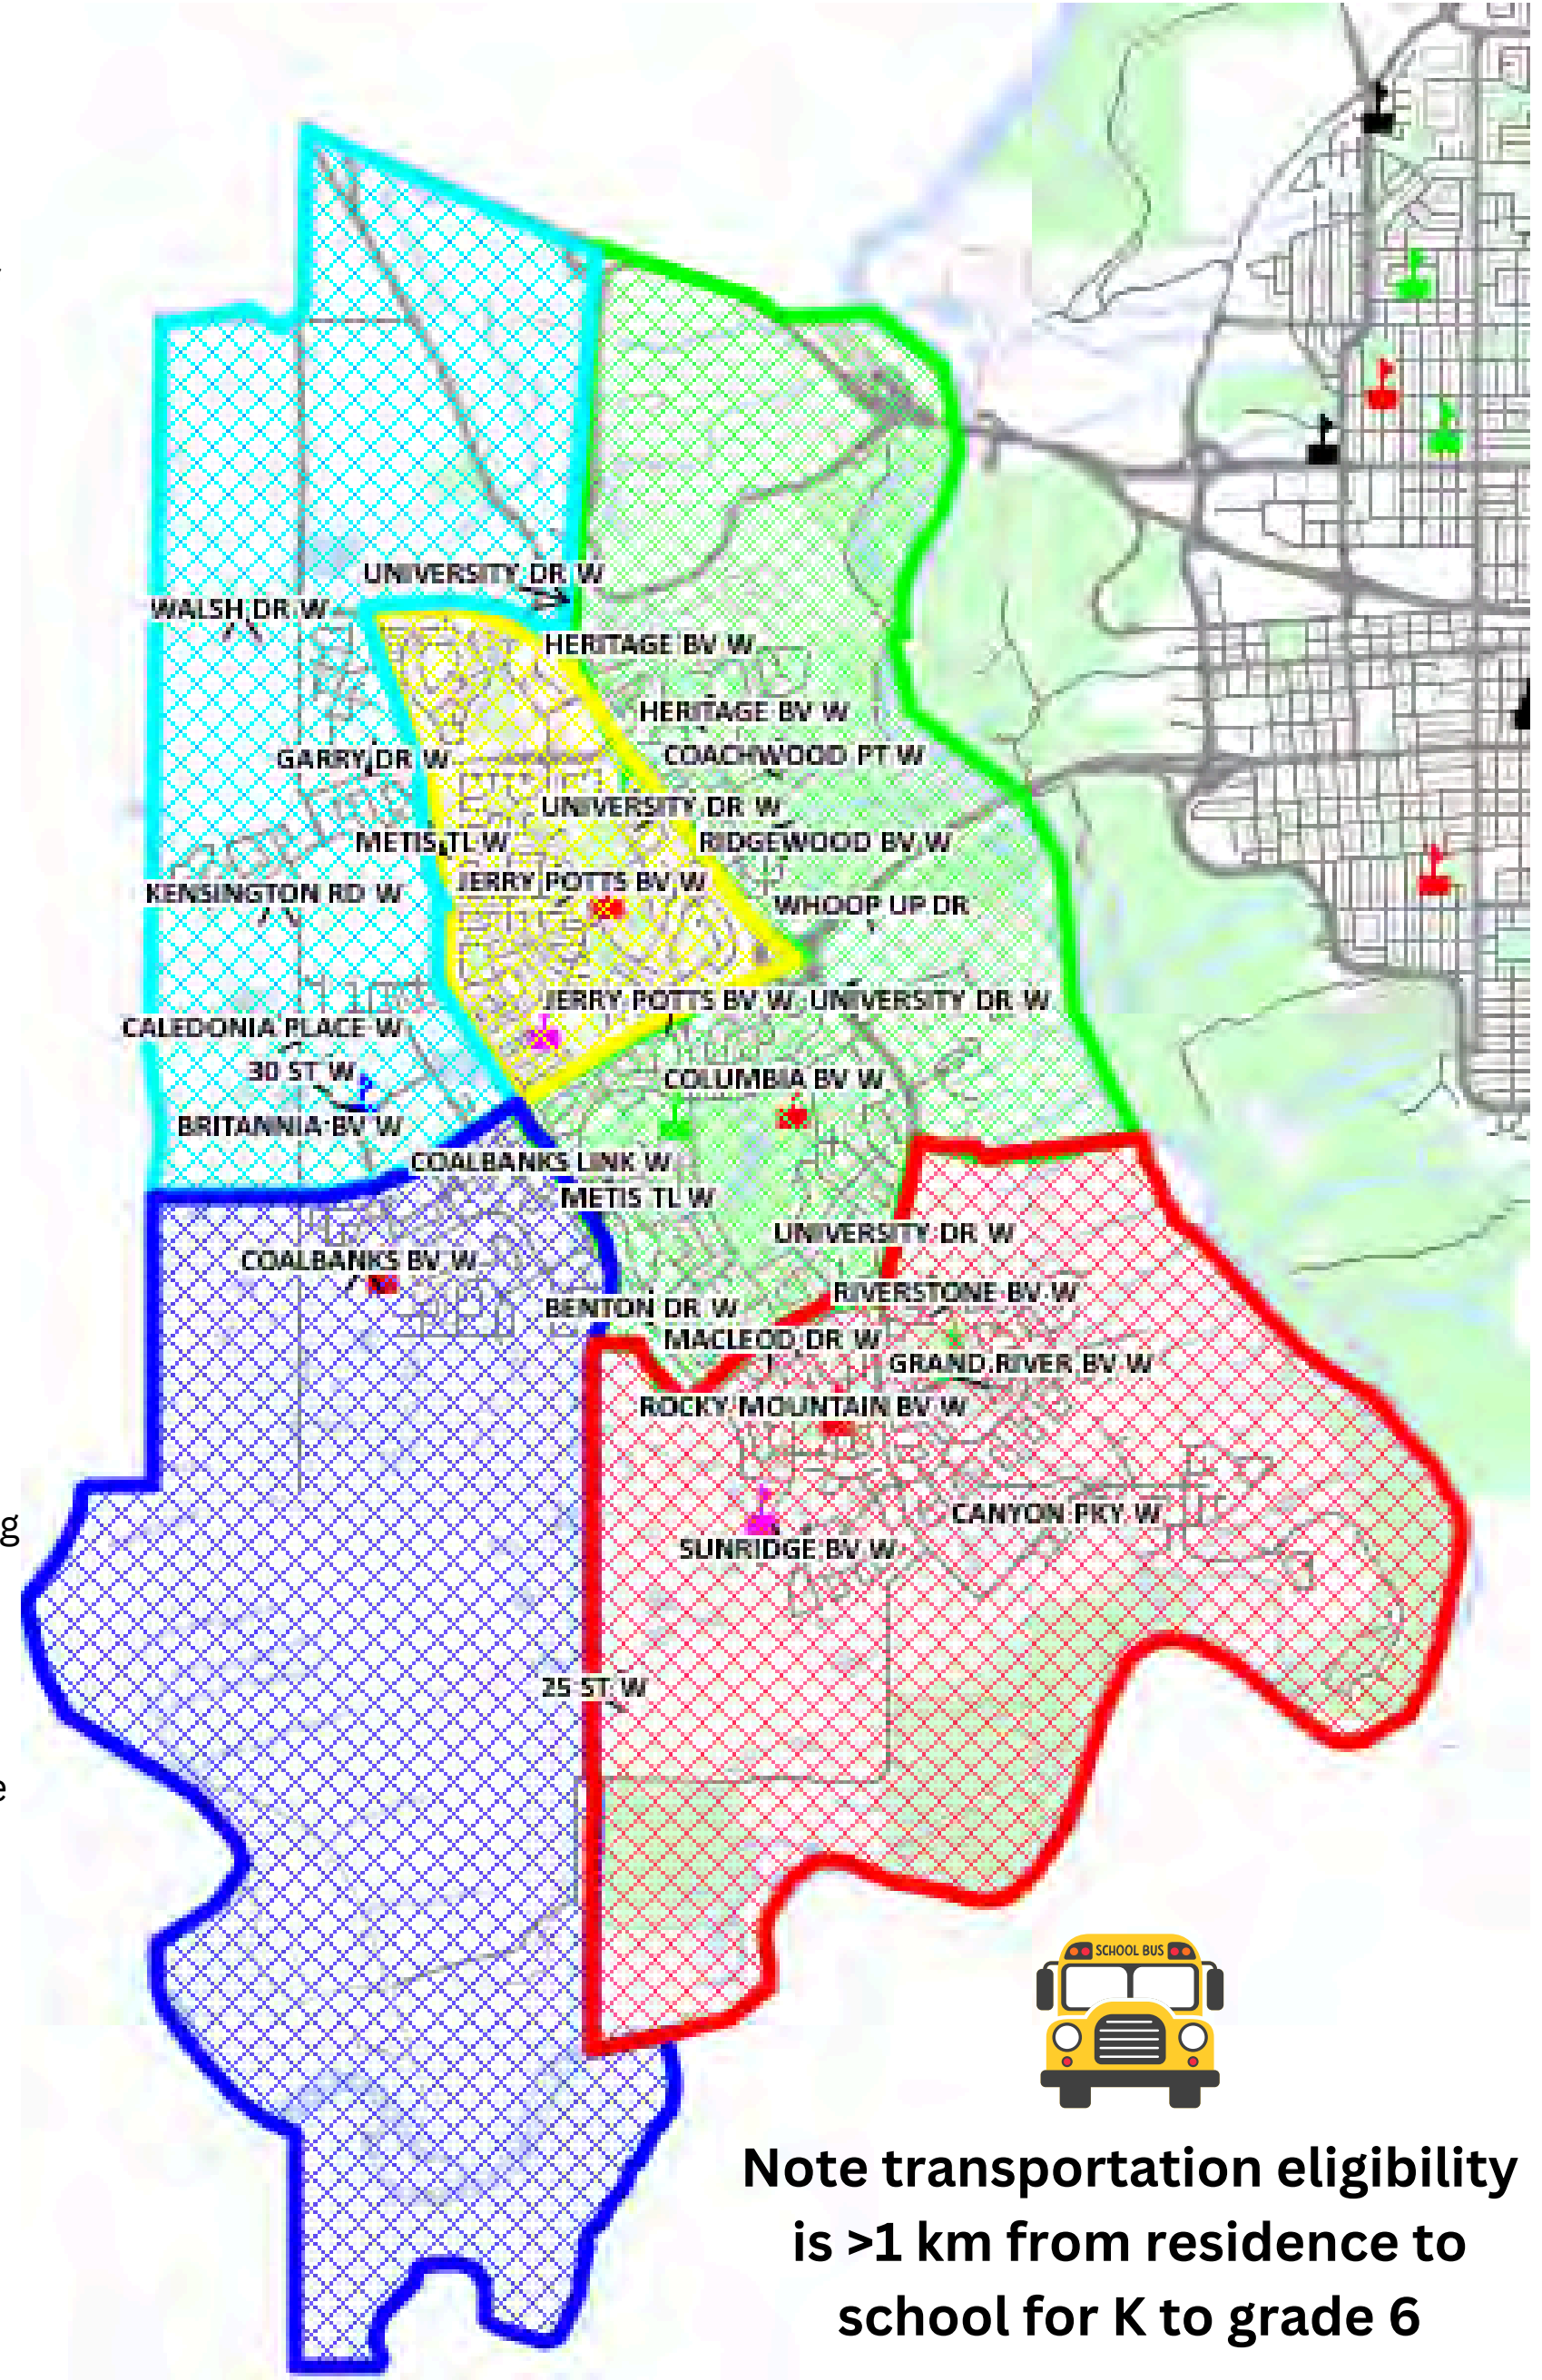 UNIVERSITY DR W
WALSH DR W
HERITAGE BV W
HERITAGE BV W
COACHWOOD PT W
GARRY DR W
UNIVERSITY DR W
METIS TL W
RIDGEWOOD BV W
JERRY POTTS BV W
KENSINGTON RD W
WHOOP UP DR
JERRY POTTS BV W
UNIVERSITY DR W
CALEDONIA PLACE W
30 ST W
COLUMBIA BV W
BRITANNIA BV W
COALBANKS LINK W
METIS TL W
UNIVERSITY DR W
COALBANKS BV W
RIVERSTONE BV W
BENTON DR W
MACLEOD DR W
GRAND RIVER BV W
ROCKY MOUNTAIN BV W
CANYON PKY W
g
SUNRIDGE BV W
25 ST W
e
SCHOOL BUS
Note transportation eligibility
is >1 km from residence to
school for K to grade 6